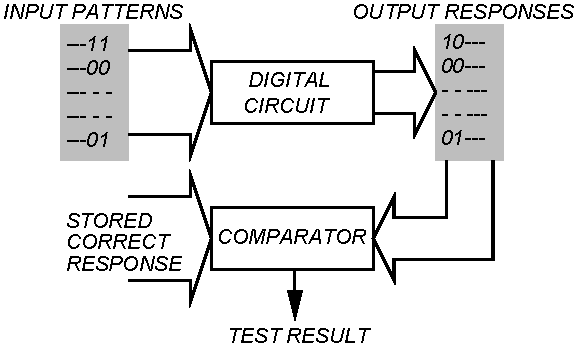 INPUT PATTERNS
OUTPUT RESPONSES
---11
---00
-- - - -
-- - - -
---01
DIGITAL
CIRCUIT
10---
00---
- - ---
- - ---
01---
STORED
CORRECT
RESPONSE
COMPARATOR
TEST RESULT